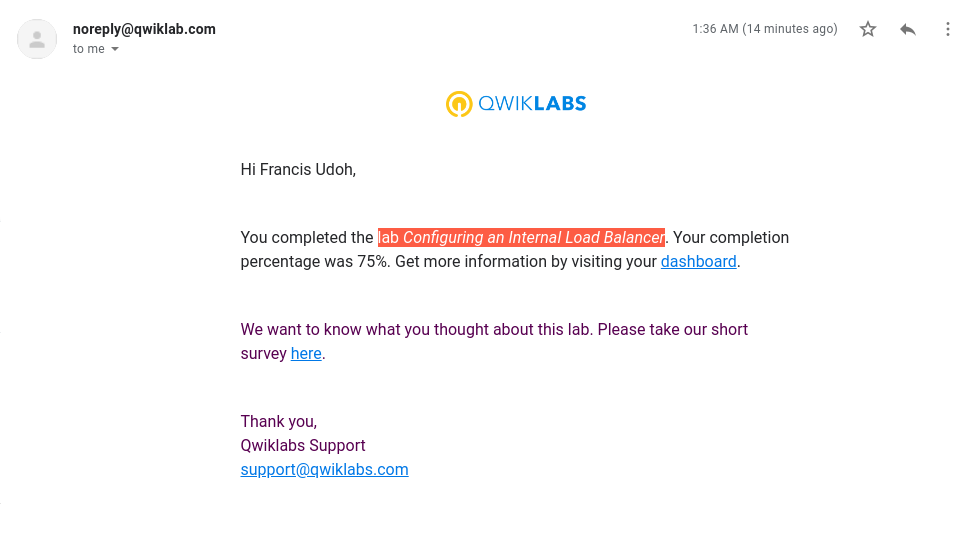 noreply@qwiklab.com
1:36 AM (14 minutes ago)
to me
QWIKLABS
Hi Francis Udoh,
You completed the lab Configuring an Internal Load Balancer. Your completion
percentage was 75%. Get more information by visiting your dashboard.
We want to know what you thought about this lab. Please take our short
survey here.
Thank you,
Qwiklabs Support
support@qwiklabs.com